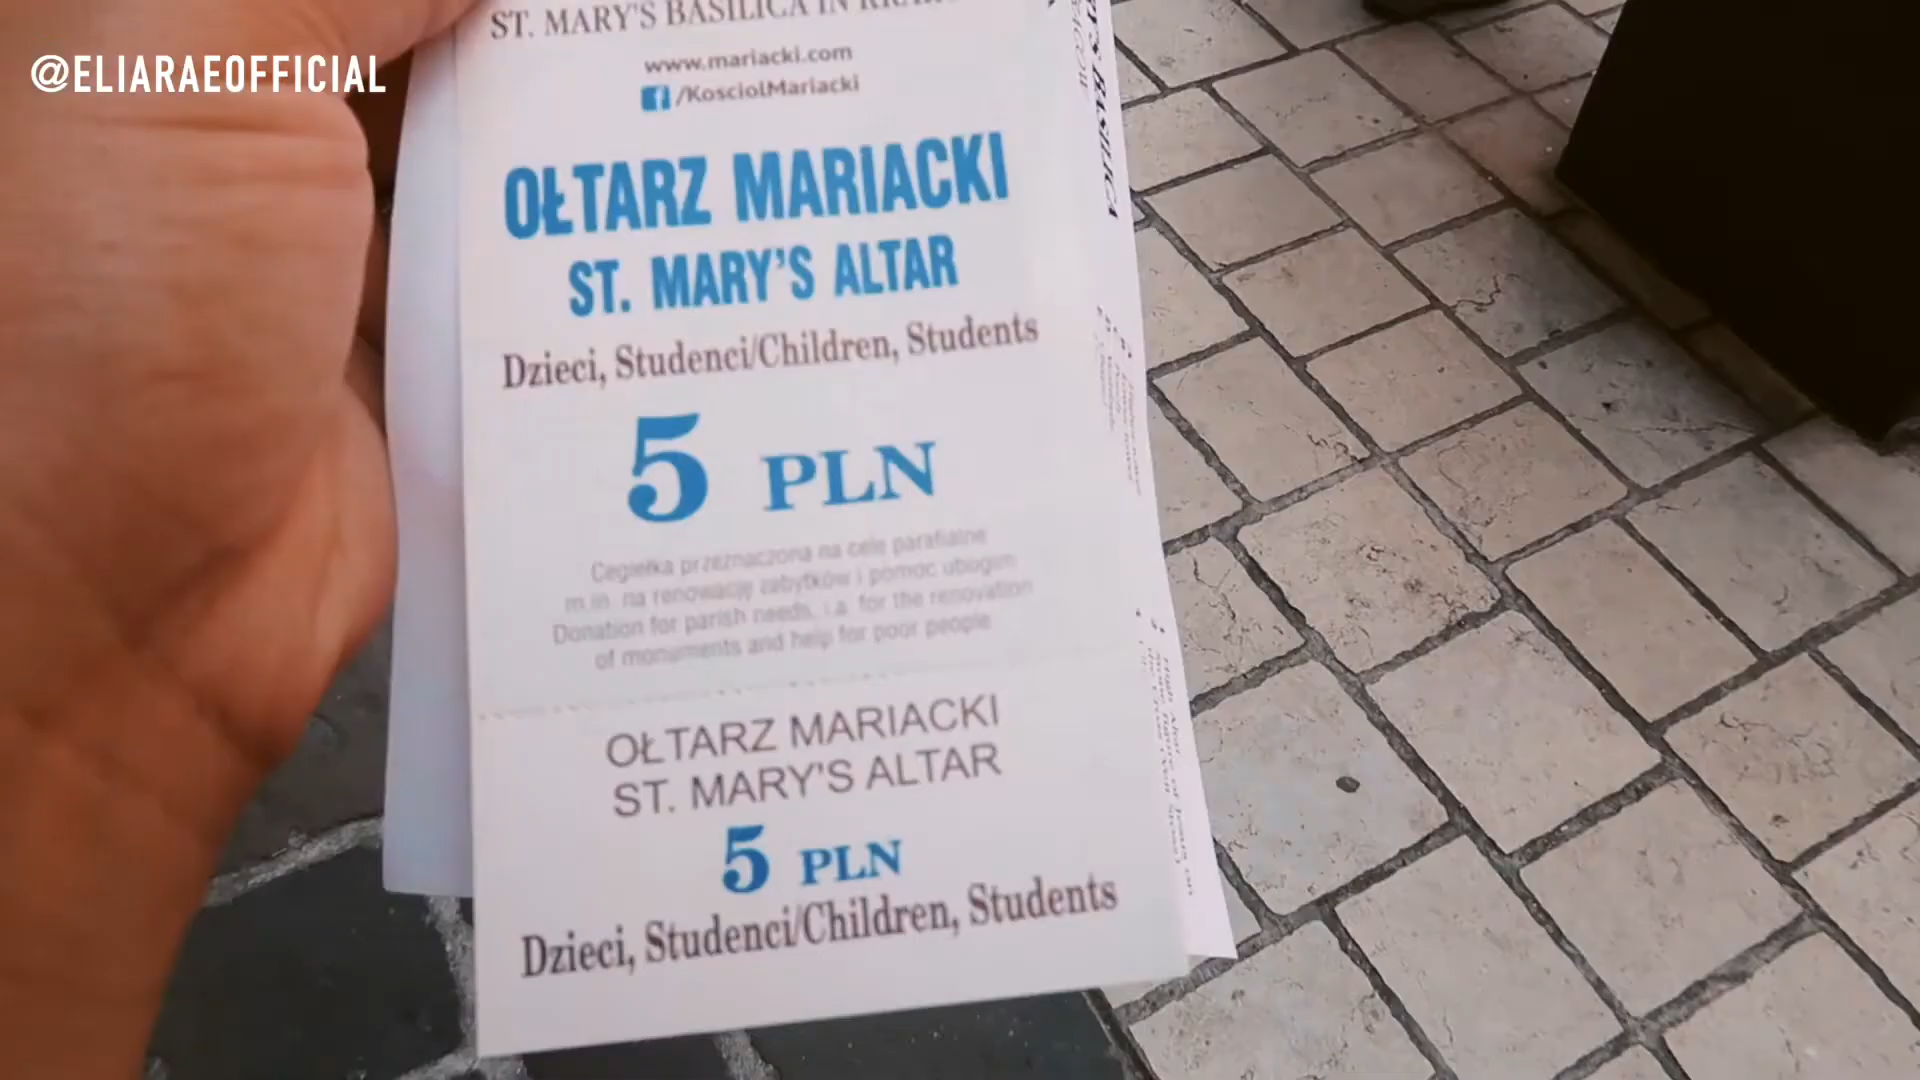 @ELIARAEOFFICIAL
ST. MARY'S BASILICA IN
www.mariacki.com
/KosciolMariacki
OŁTARZ MARIACKI
ST. MARY'S ALTAR
Dzieci, Studenci/Children, Students
5 PLN
Cegiełka przeznaczona na cele parafialne
m.in. na renowację zabytków i pomoc ubogim
Donation for parish needs, i.a. for the renovation
of monuments and help for poor people
OŁTARZ MARIACKI
ST. MARY'S ALTAR
5 PLN
Dzieci, Studenci/Children, Students
BASILICA